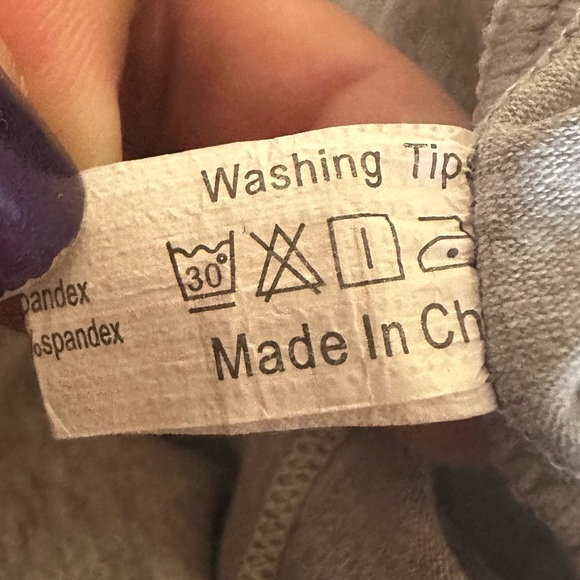 Washing Tips
30°
Made In Ch
pandex
%spandex